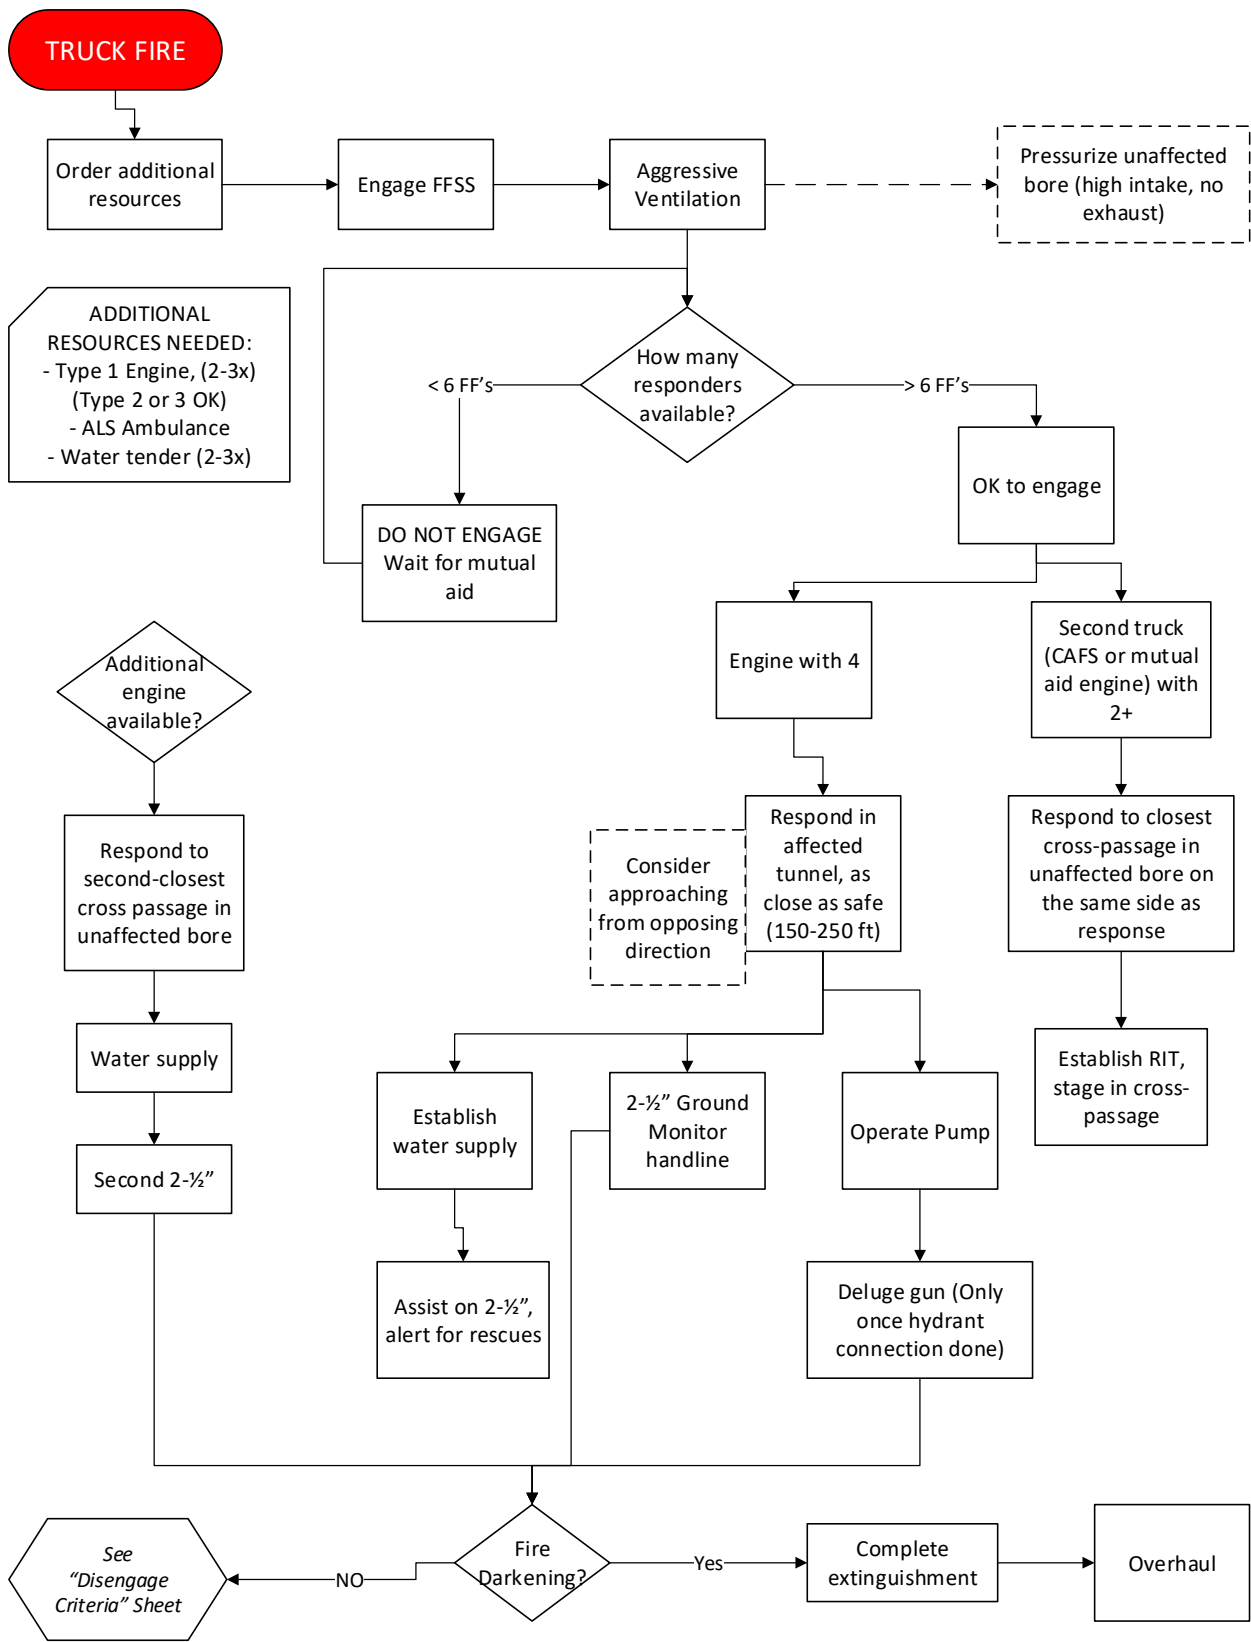 TRUCK FIRE
Order additional
resources
Engage FFSS
Aggressive
Ventilation
Pressurize unaffected
bore (high intake, no
exhaust)
ADDITIONAL
RESOURCES NEEDED:
- Type 1 Engine, (2-3x)
(Type 2 or 3 OK)
- ALS Ambulance
- Water tender (2-3x)
How many
responders
available?
< 6 FF’s
> 6 FF’s
OK to engage
DO NOT ENGAGE
Wait for mutual
aid
Engine with 4
Second truck
(CAFS or mutual
aid engine) with
2+
Additional
engine
available?
Respond to
second-closest
cross passage in
unaffected bore
Consider
approaching
from opposing
direction
Respond in
affected
tunnel, as
close as safe
(150-250 ft)
Respond to closest
cross-passage in
unaffected bore on
the same side as
response
Water supply
Establish
water supply
2-½” Ground
Monitor
handline
Operate Pump
Establish RIT,
stage in cross-
passage
Second 2-½”
Assist on 2-½”,
alert for rescues
Deluge gun (Only
once hydrant
connection done)
See
“Disengage
Criteria” Sheet
NO
Fire
Darkening?
Yes
Complete
extinguishment
Overhaul